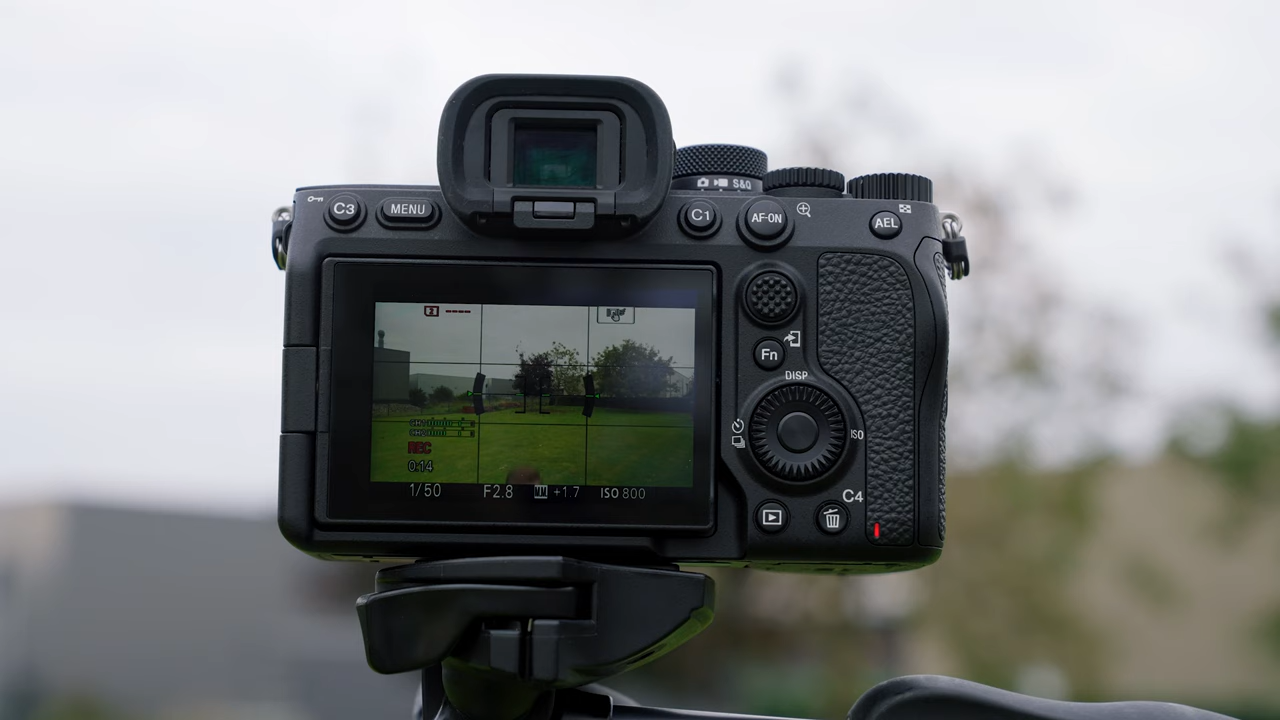 S&Q
C3
MENU
C1
AF-ON
AEL
Fn
DISP
ISO
REC
0:14
1/50 F2.8 +1.7 ISO 800
C4